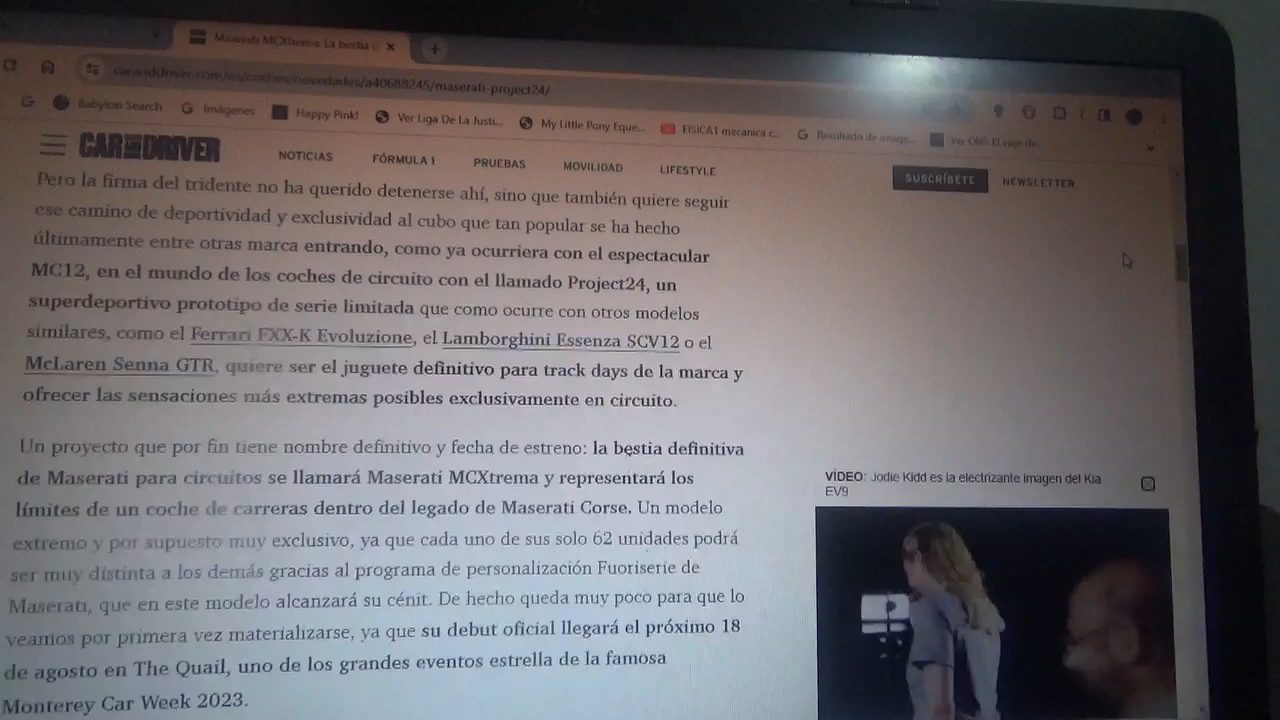 Maserati MCXtrema: La bestia
caranddriver.com/es/coches/novedades/a40688245/maserati-project24/
Babylon Search
Imágenes
Happy Pink!
Ver Liga De La Justi...
My Little Pony Eque...
FISICA1 mecanica c...
Resultado de image...
Ver Olé!: El viaje de...
CAR AND DRIVER
NOTICIAS
FÓRMULA 1
PRUEBAS
MOVILIDAD
LIFESTYLE
SUSCRÍBETE
NEWSLETTER
Pero la firma del tridente no ha querido detenerse ahí, sino que también quiere seguir
ese camino de deportividad y exclusividad al cubo que tan popular se ha hecho
últimamente entre otras marca entrando, como ya ocurriera con el espectacular
MC12, en el mundo de los coches de circuito con el llamado Project24, un
superdeportivo prototipo de serie limitada que como ocurre con otros modelos
similares, como el Ferrari FXX-K Evoluzione, el Lamborghini Essenza SCV12 o el
McLaren Senna GTR, quiere ser el juguete definitivo para track days de la marca y
ofrecer las sensaciones más extremas posibles exclusivamente en circuito.
Un proyecto que por fin tiene nombre definitivo y fecha de estreno: la bestia definitiva
de Maserati para circuitos se llamará Maserati MCXtrema y representará los
límites de un coche de carreras dentro del legado de Maserati Corse. Un modelo
extremo y por supuesto muy exclusivo, ya que cada uno de sus solo 62 unidades podrá
ser muy distinta a los demás gracias al programa de personalización Fuoriserie de
Maserati, que en este modelo alcanzará su cénit. De hecho queda muy poco para que lo
veamos por primera vez materializarse, ya que su debut oficial llegará el próximo 18
de agosto en The Quail, uno de los grandes eventos estrella de la famosa
Monterey Car Week 2023.
VÍDEO: Jodie Kidd es la electrizante imagen del Kia
EV9